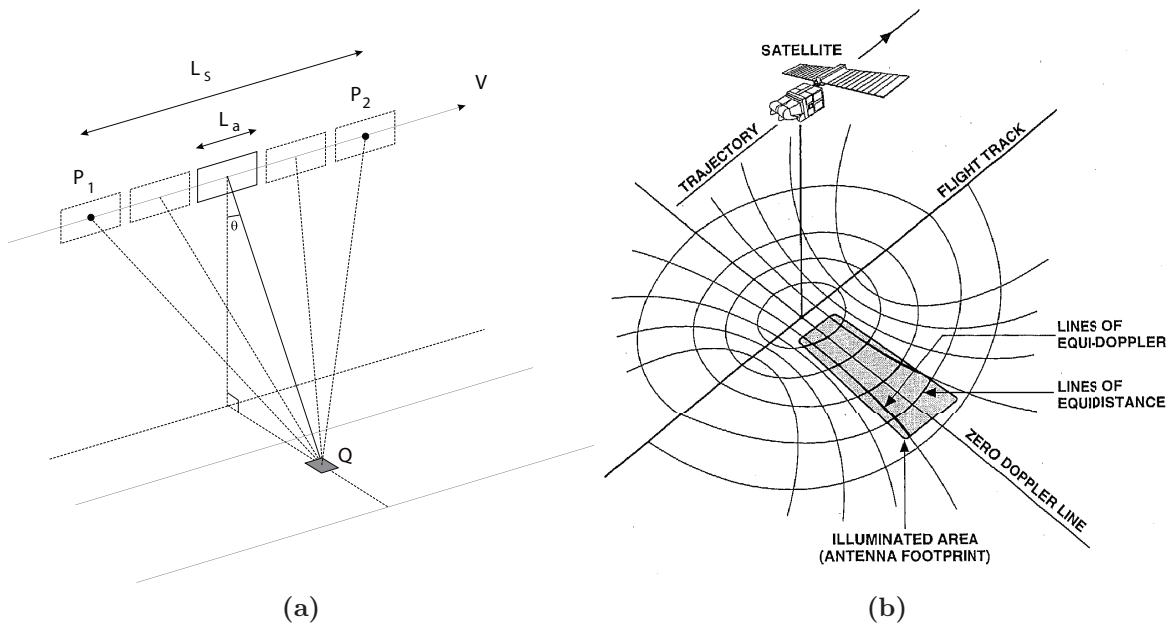 L_s
P_2
V
L_a
P_1
θ
Q
(a)
SATELLITE
TRAJECTORY
FLIGHT TRACK
LINES OF
EQUI-DOPPLER
LINES OF
EQUIDISTANCE
ZERO DOPPLER LINE
ILLUMINATED AREA
(ANTENNA FOOTPRINT)
(b)